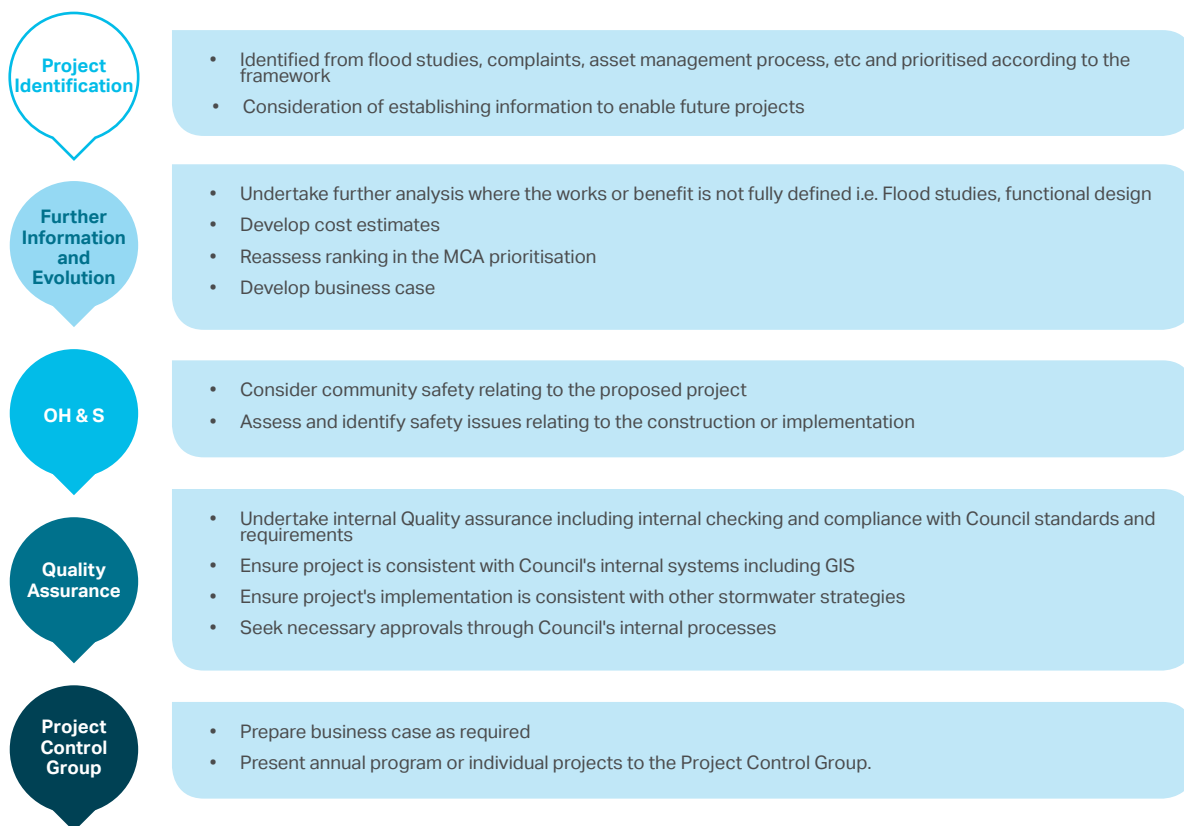 Project
Identification
• Identified from flood studies, complaints, asset management process, etc and prioritised according to the
framework
• Consideration of establishing information to enable future projects
Further
Information
and
Evolution
• Undertake further analysis where the works or benefit is not fully defined i.e. Flood studies, functional design
• Develop cost estimates
• Reassess ranking in the MCA prioritisation
• Develop business case
OH & S
• Consider community safety relating to the proposed project
• Assess and identify safety issues relating to the construction or implementation
Quality
Assurance
• Undertake internal Quality assurance including internal checking and compliance with Council standards and
requirements
• Ensure project is consistent with Council's internal systems including GIS
• Ensure project's implementation is consistent with other stormwater strategies
• Seek necessary approvals through Council's internal processes
Project
Control
Group
• Prepare business case as required
• Present annual program or individual projects to the Project Control Group.